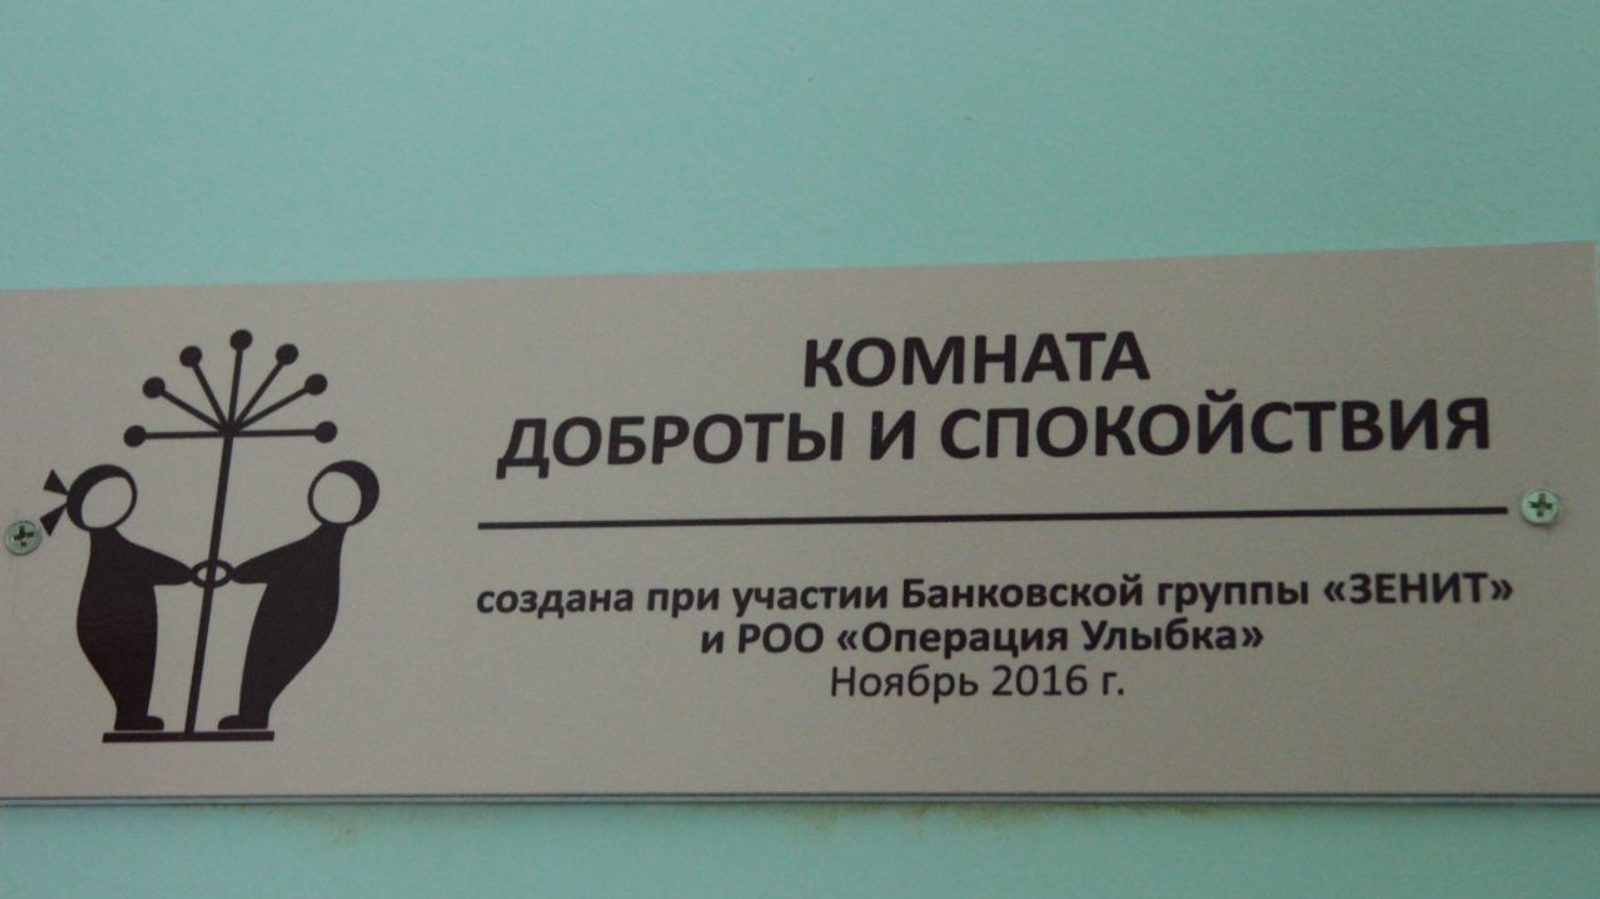 КОМНАТА
ДОБРОТЫ И СПОКОЙСТВИЯ
создана при участии Банковской группы «ЗЕНИТ»
и РОО «Операция Улыбка»
Ноябрь 2016 г.